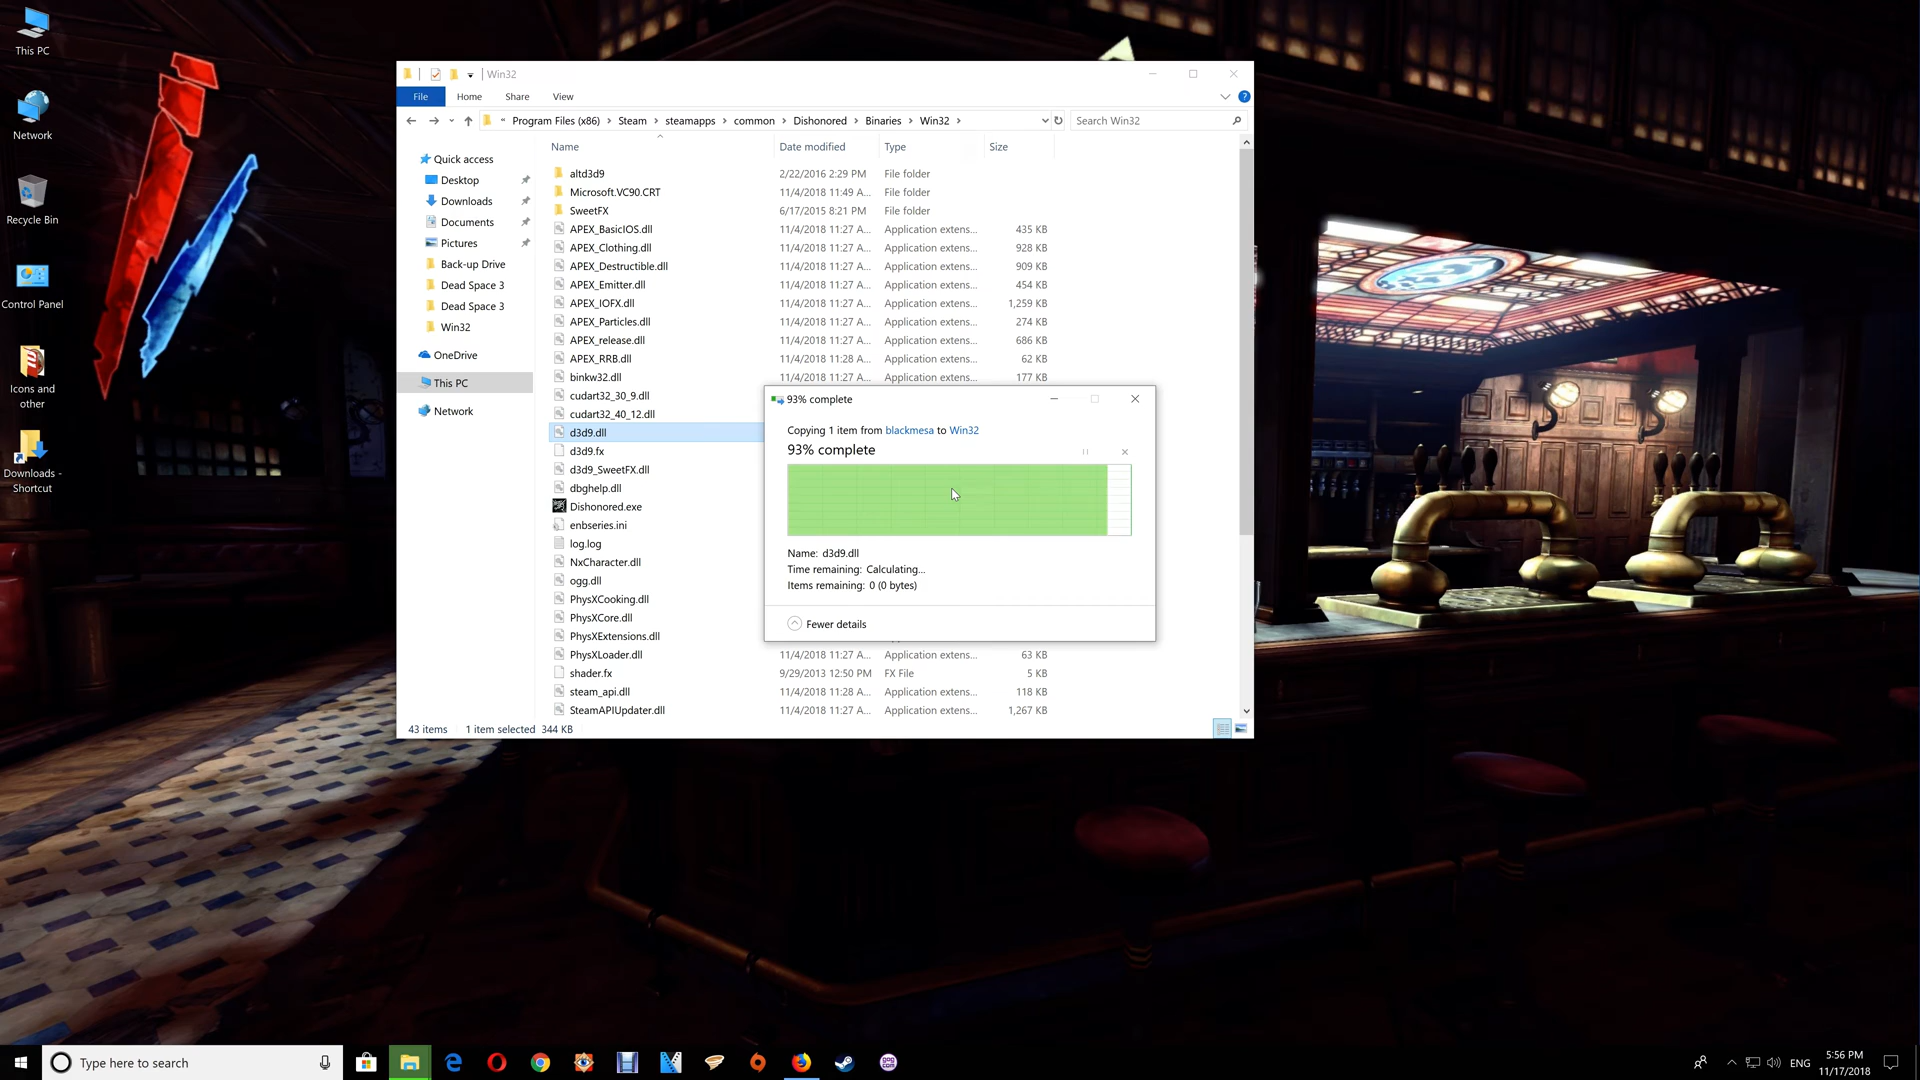 This PC
Network
Recycle Bin
Control Panel
Icons and
other
Downloads -
Shortcut
Win32
File
Home
Share
View
?
« Program Files (x86) > Steam > steamapps > common > Dishonored > Binaries > Win32 >
Search Win32
Quick access
Desktop
Downloads
Documents
Pictures
Back-up Drive
Dead Space 3
Dead Space 3
Win32
OneDrive
This PC
Network
Name Date modified Type Size
altd3d9 2/22/2016 2:29 PM File folder
Microsoft.VC90.CRT 11/4/2018 11:49 A... File folder
SweetFX 6/17/2015 8:21 PM File folder
APEX_BasicIOS.dll 11/4/2018 11:27 A... Application extens... 435 KB
APEX_Clothing.dll 11/4/2018 11:27 A... Application extens... 928 KB
APEX_Destructible.dll 11/4/2018 11:27 A... Application extens... 909 KB
APEX_Emitter.dll 11/4/2018 11:27 A... Application extens... 454 KB
APEX_IOFX.dll 11/4/2018 11:27 A... Application extens... 1,259 KB
APEX_Particles.dll 11/4/2018 11:27 A... Application extens... 274 KB
APEX_release.dll 11/4/2018 11:27 A... Application extens... 686 KB
APEX_RRB.dll 11/4/2018 11:28 A... Application extens... 62 KB
binkw32.dll 11/4/2018 11:27 A... Application extens... 177 KB
cudart32_30_9.dll
cudart32_40_12.dll
d3d9.dll
d3d9.fx
d3d9_SweetFX.dll
dbghelp.dll
Dishonored.exe
enbseries.ini
log.log
NxCharacter.dll
ogg.dll
PhysXCooking.dll
PhysXCore.dll
PhysXExtensions.dll
PhysXLoader.dll 11/4/2018 11:27 A... Application extens... 63 KB
shader.fx 9/29/2013 12:50 PM FX File 5 KB
steam_api.dll 11/4/2018 11:28 A... Application extens... 118 KB
SteamAPIUpdater.dll 11/4/2018 11:27 A... Application extens... 1,267 KB
43 items 1 item selected 344 KB
93% complete
Copying 1 item from blackmesa to Win32
93% complete
Name: d3d9.dll
Time remaining: Calculating...
Items remaining: 0 (0 bytes)
Fewer details
Type here to search
ENG
5:56 PM
11/17/2018